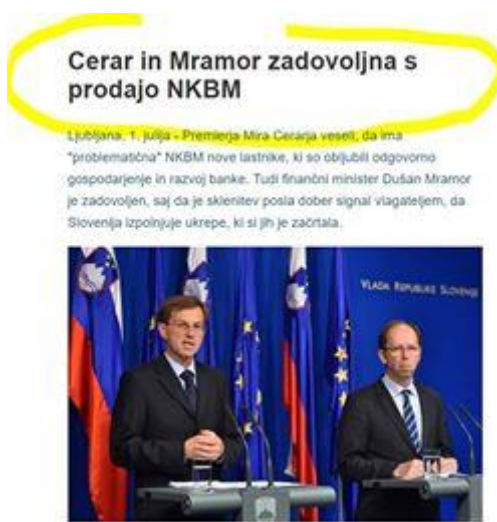 Cerar in Mramor zadovoljna s
prodajo NKBM
Ljubljana, 1. julija - Premierja Mira Cerarja veseli, da ima
"problematična" NKBM nove lastnike, ki so obljubili odgovorno
gospodarjenje in razvoj banke. Tudi finančni minister Dušan Mramor
je zadovoljen, saj da je sklenitev posla dober signal vlagateljem, da
Slovenija izpolnjuje ukrepe, ki si jih je začrtala.
VLADA REPUBLIKE SLOVENIJE